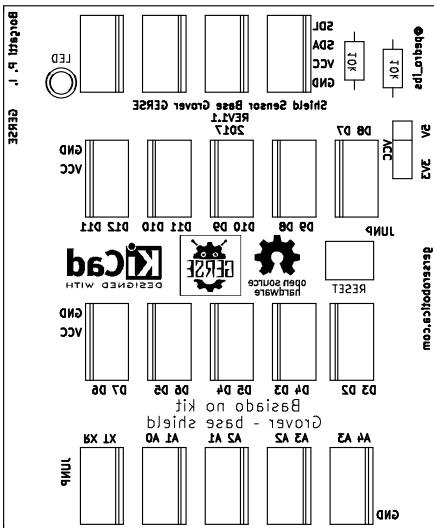 Borgatti P. I. GERSE
LED
SDL
SDA
VCC
GND
10k
10k
@pedro_ibs
Shield Sensor Base Grover GERSE
REV1.1
2017
5V
VCC
3V3
GND
VCC
D12 D11
D11 D10
D10 D9
D9 D8
D8 D7
JUNP
KiCad
DESIGNED WITH
GERSE
open source
hardware
RESET
gerserobotica.com
GND
VCC
D7 D6
D6 D5
D5 D4
D4 D3
D3 D2
Basiado no kit
Grover - base shield
JUNP
XT XR
A1 A0
A2 A1
A3 A2
A4 A3
GND